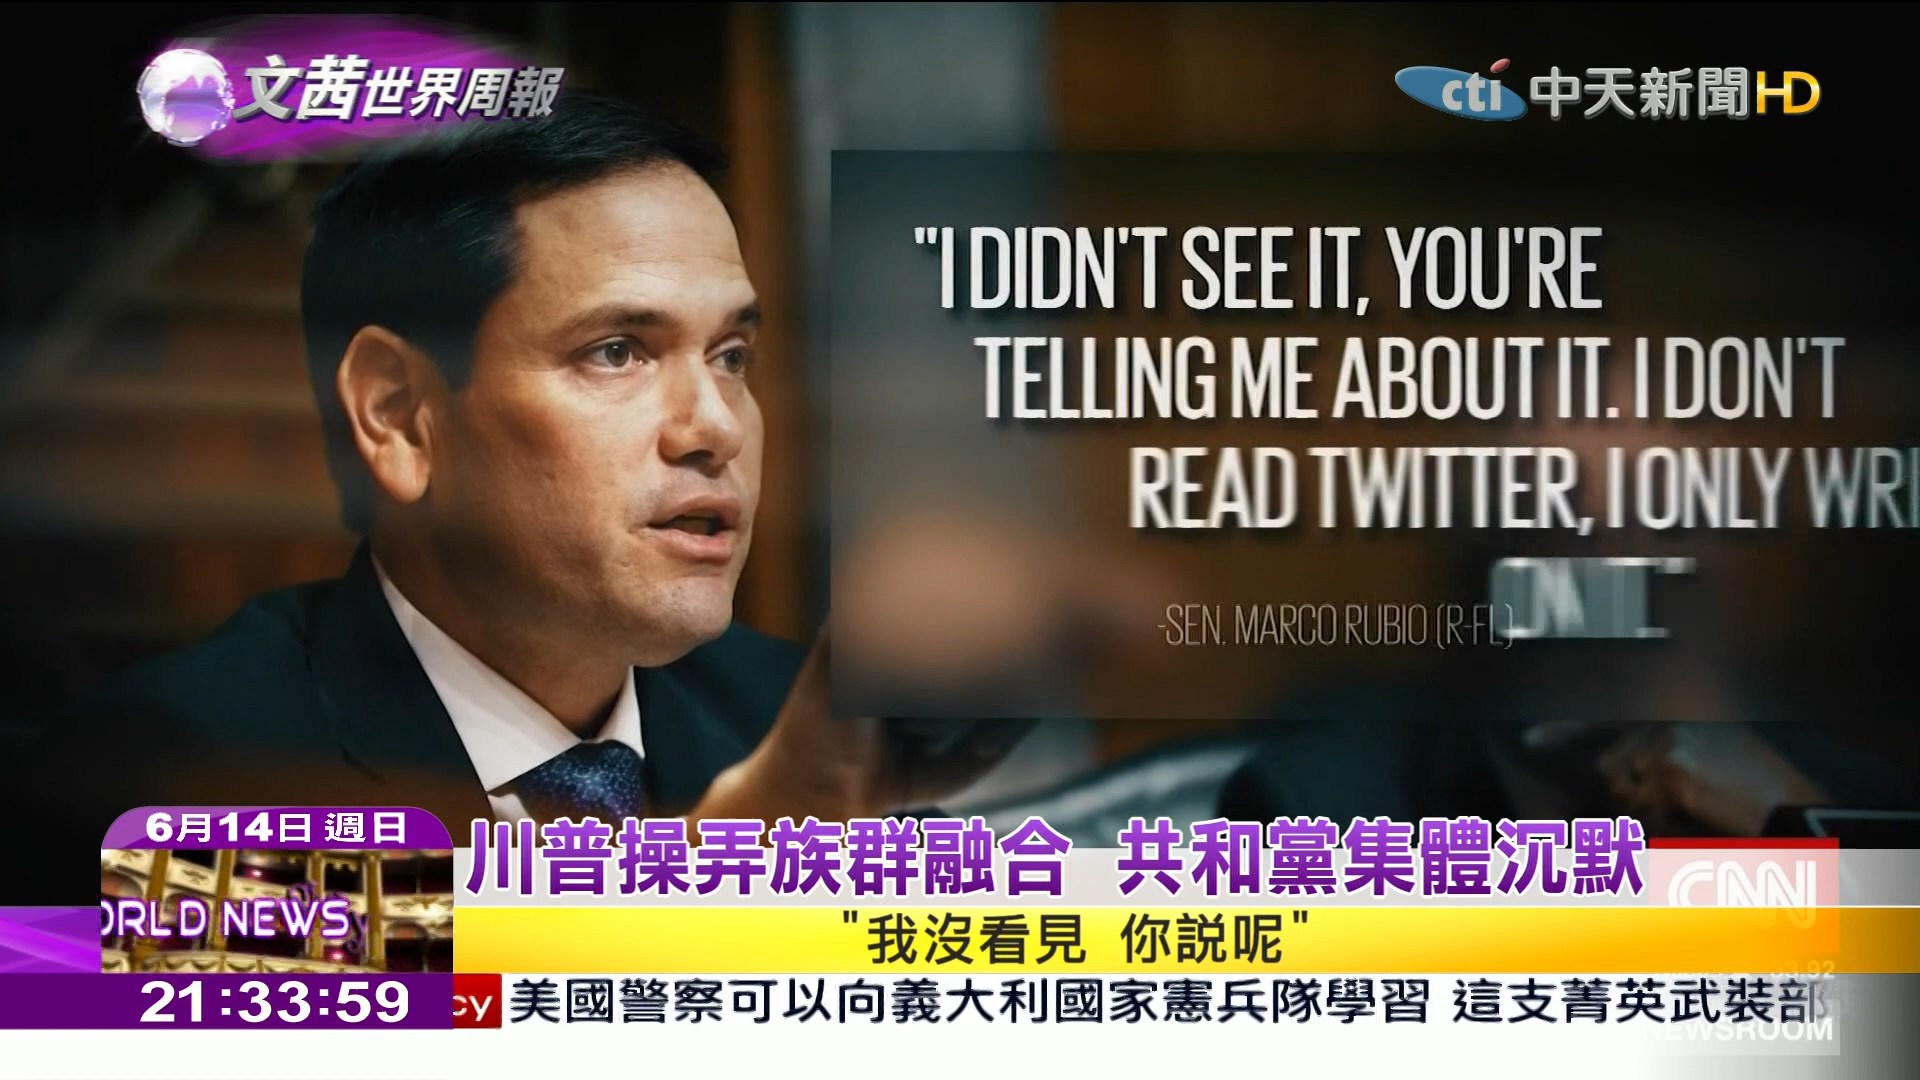 文茜世界周報
cti 中天新聞HD
"I DIDN'T SEE IT, YOU'RE
TELLING ME ABOUT IT. I DON'T
READ TWITTER, I ONLY WRI
-SEN. MARCO RUBIO (R-FL)
6月14日 週日
川普操弄族群融合 共和黨集體沉默
CNN
ORLD NEWS
"我沒看見 你說呢"
21:33:59
cy 美國警察可以向義大利國家憲兵隊學習 這支菁英武裝部
NEWSROOM